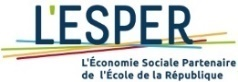 L'ESPER
L'Économie Sociale Partenaire
de l'École de la République